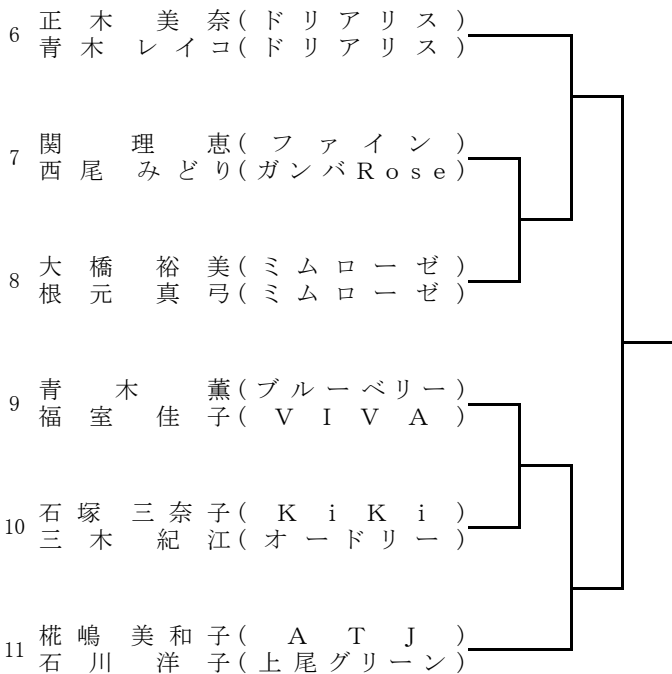 6 正木 美奈(ドリアリス)
青木 レイコ(ドリアリス)
7 関 理恵(ファイン)
西尾 みどり(ガンバRose)
8 大橋 裕美(ミムローゼ)
根元 真弓(ミムローゼ)
9 青木 薫(ブルーベリー)
福室 佳子(VIVA)
10 石塚 三奈子(KiKi)
三木 紀江(オードリー)
11 椛嶋 美和子(ATJ)
石川 洋子(上尾グリーン)